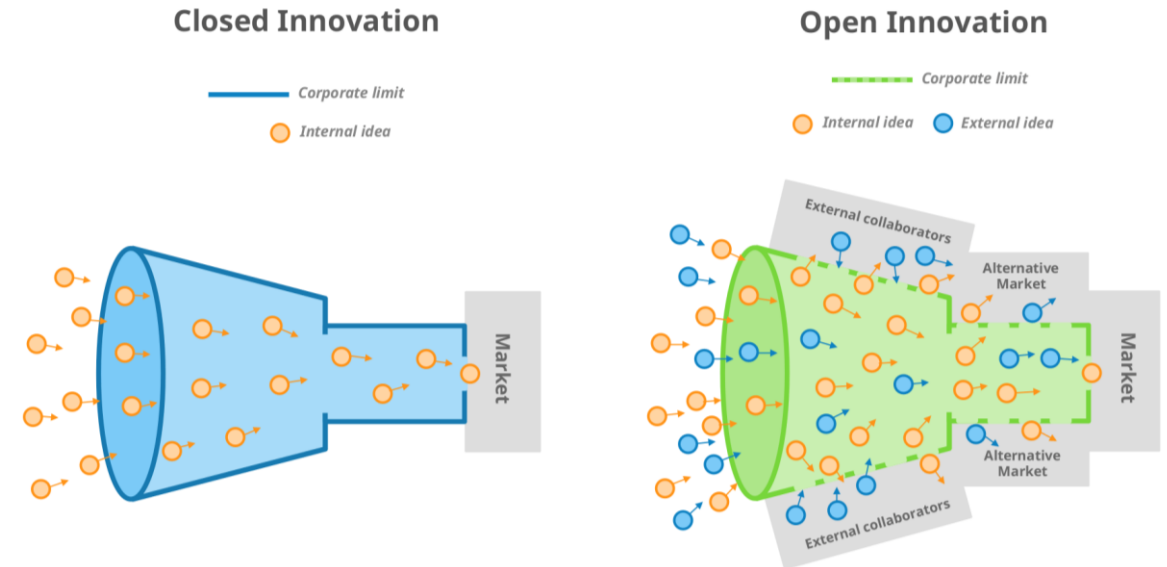 Closed Innovation
Corporate limit
Internal idea
Market
Open Innovation
Corporate limit
Internal idea
External idea
External collaborators
Alternative
Market
Market
Alternative
Market
External collaborators